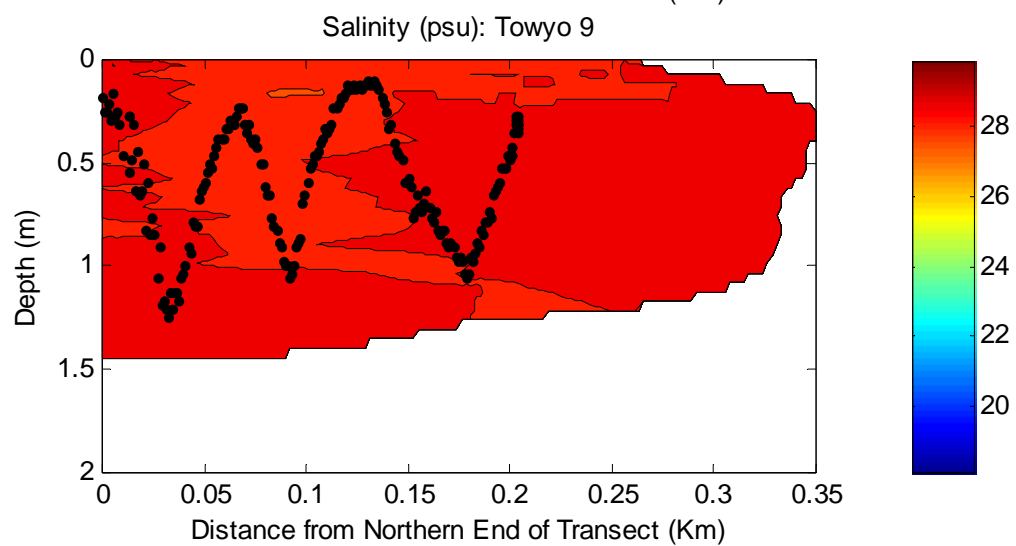 Salinity (psu): Towyo 9
0
0.5
1
1.5
2
Depth (m)
0 0.05 0.1 0.15 0.2 0.25 0.3 0.35
Distance from Northern End of Transect (Km)
28
26
24
22
20